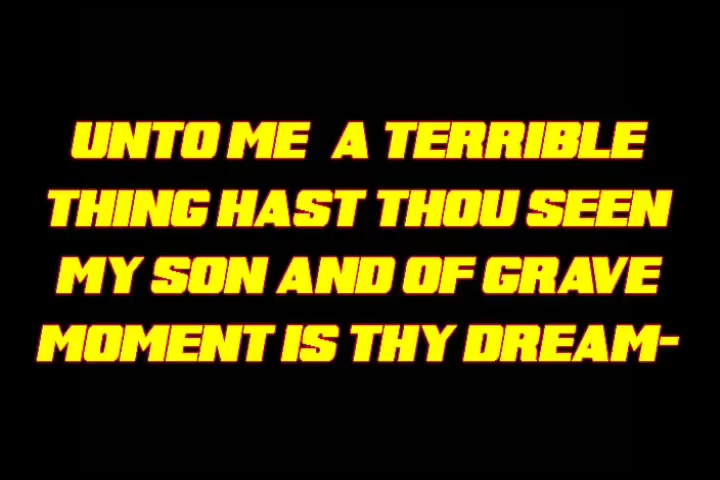 UNTO ME A TERRIBLE
THING HAST THOU SEEN
MY SON AND OF GRAVE
MOMENT IS THY DREAM-